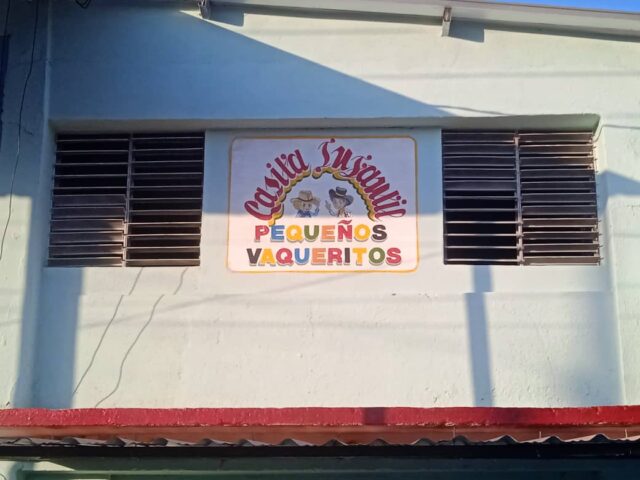 Casita Infantil
PEQUEÑOS
VAQUERITOS